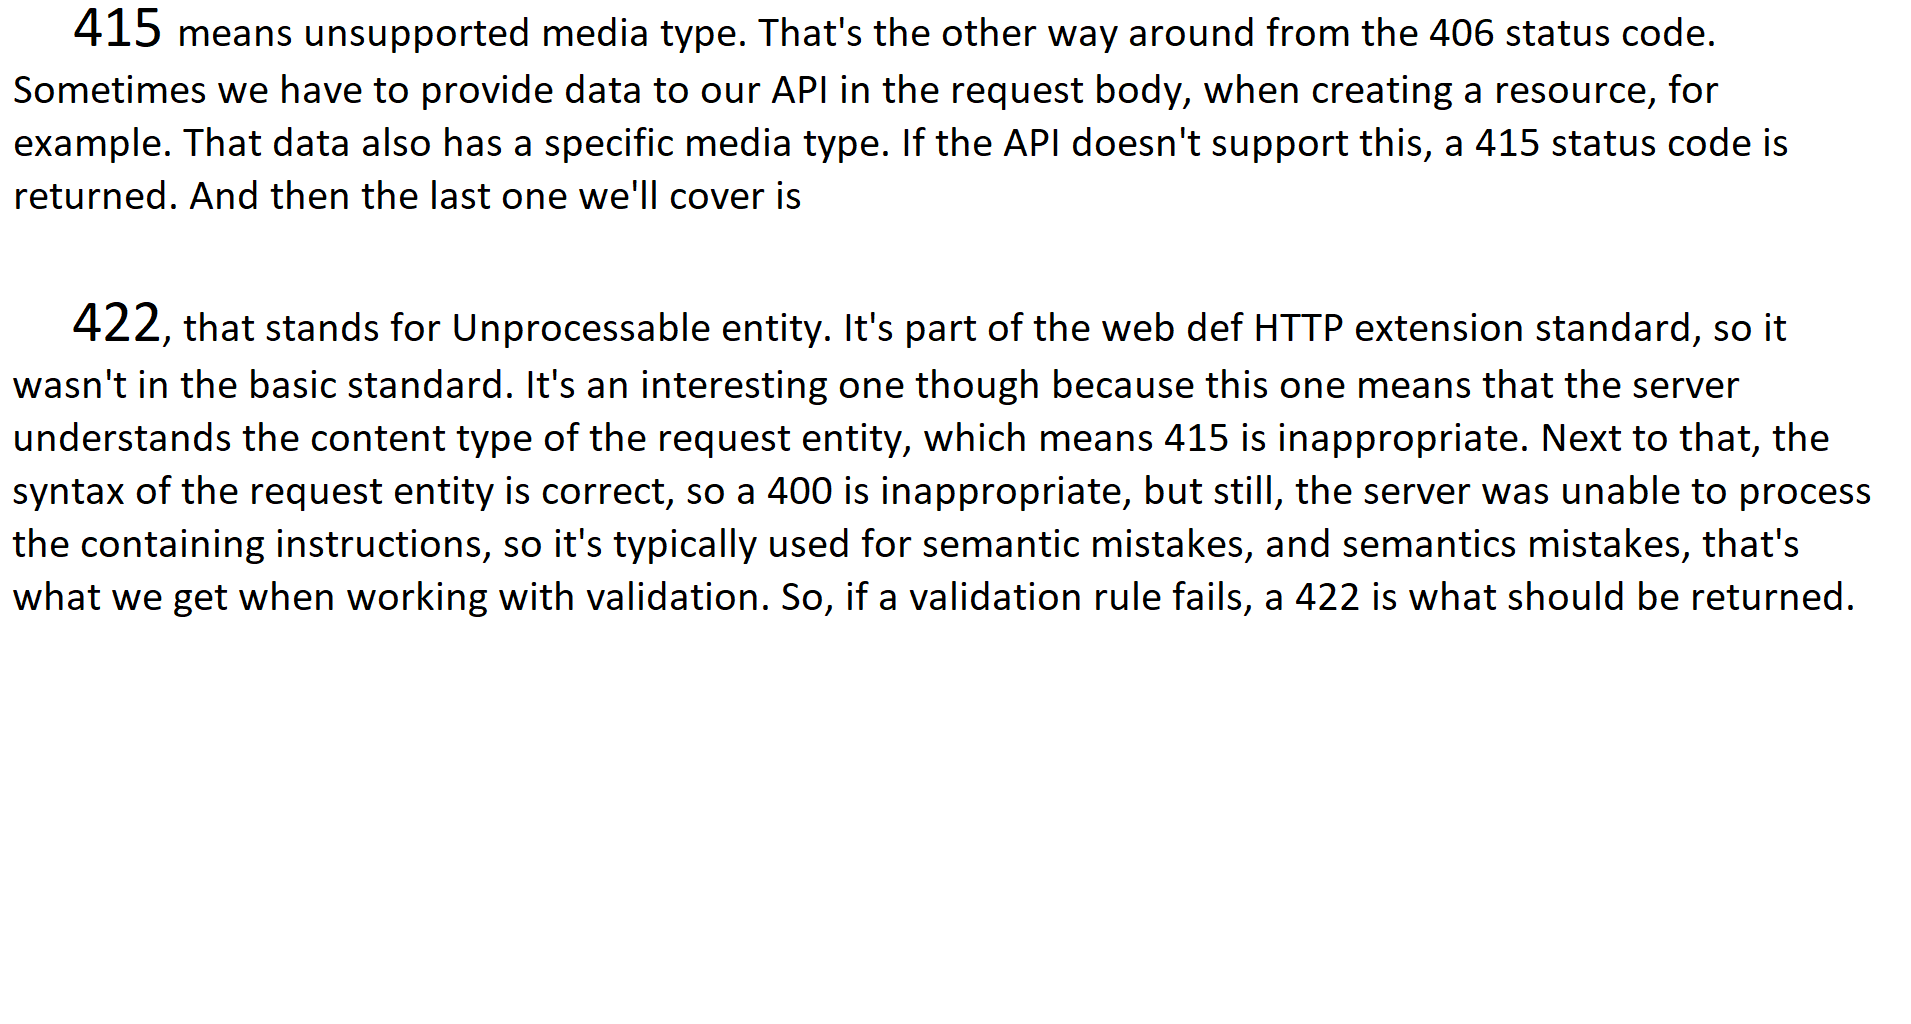 415 means unsupported media type. That's the other way around from the 406 status code.
Sometimes we have to provide data to our API in the request body, when creating a resource, for
example. That data also has a specific media type. If the API doesn't support this, a 415 status code is
returned. And then the last one we'll cover is
422, that stands for Unprocessable entity. It's part of the web def HTTP extension standard, so it
wasn't in the basic standard. It's an interesting one though because this one means that the server
understands the content type of the request entity, which means 415 is inappropriate. Next to that, the
syntax of the request entity is correct, so a 400 is inappropriate, but still, the server was unable to process
the containing instructions, so it's typically used for semantic mistakes, and semantics mistakes, that's
what we get when working with validation. So, if a validation rule fails, a 422 is what should be returned.